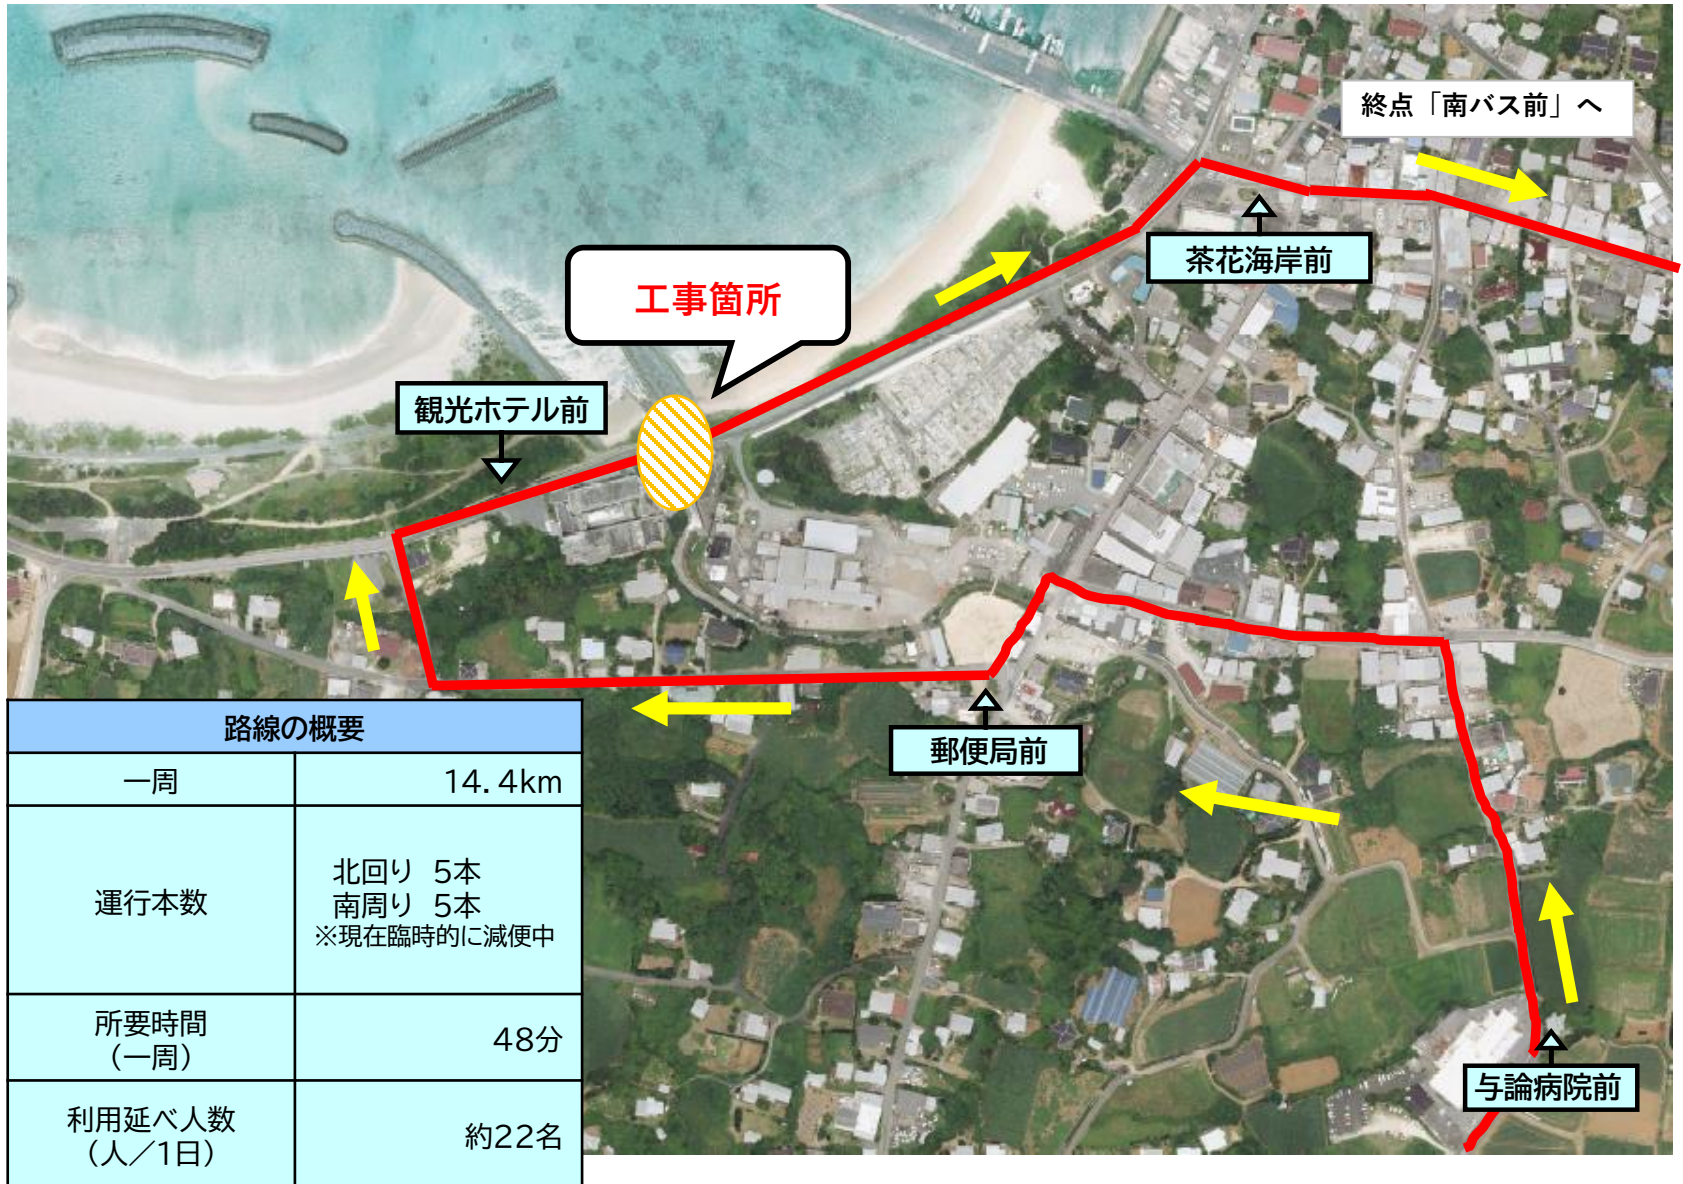 終点「南バス前」へ
茶花海岸前
工事箇所
観光ホテル前
郵便局前
与論病院前
路線の概要
一周 14.4km
運行本数
北回り 5本
南周り 5本
※現在臨時的に減便中
所要時間
(一周)
48分
利用延べ人数
(人／1日)
約22名